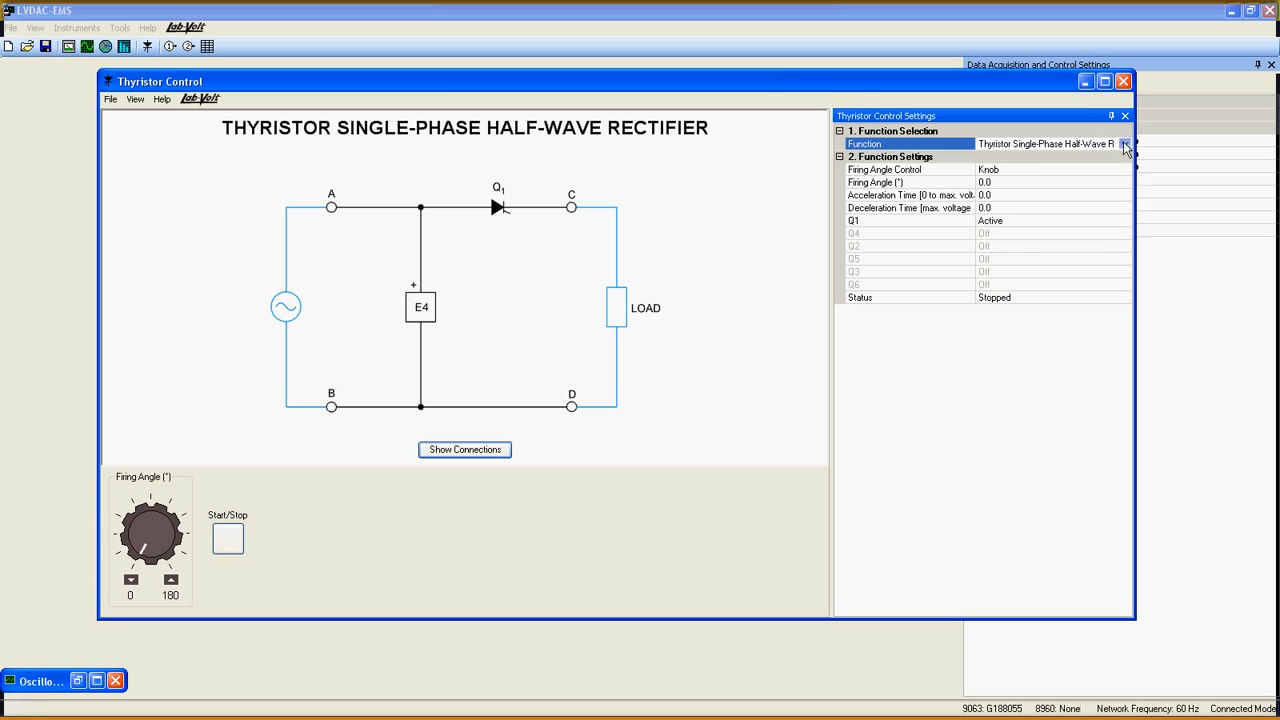 LVDAC-EMS
File View Instruments Tools Help Lab-Volt
Data Acquisition and Control Settings
Thyristor Control
File View Help Lab-Volt
THYRISTOR SINGLE-PHASE HALF-WAVE RECTIFIER
A
Q1
C
+
E4
LOAD
B
D
Show Connections
Firing Angle (°)
0 180
Start/Stop
Thyristor Control Settings
1. Function Selection
Function Thyristor Single-Phase Half-Wave R
2. Function Settings
Firing Angle Control Knob
Firing Angle (°) 0.0
Acceleration Time [0 to max. volt 0.0
Deceleration Time [max. voltage 0.0
Q1 Active
Q4 Off
Q2 Off
Q5 Off
Q3 Off
Q6 Off
Status Stopped
Oscillo...
9063: G188055 8960: None Network Frequency: 60 Hz Connected Mode